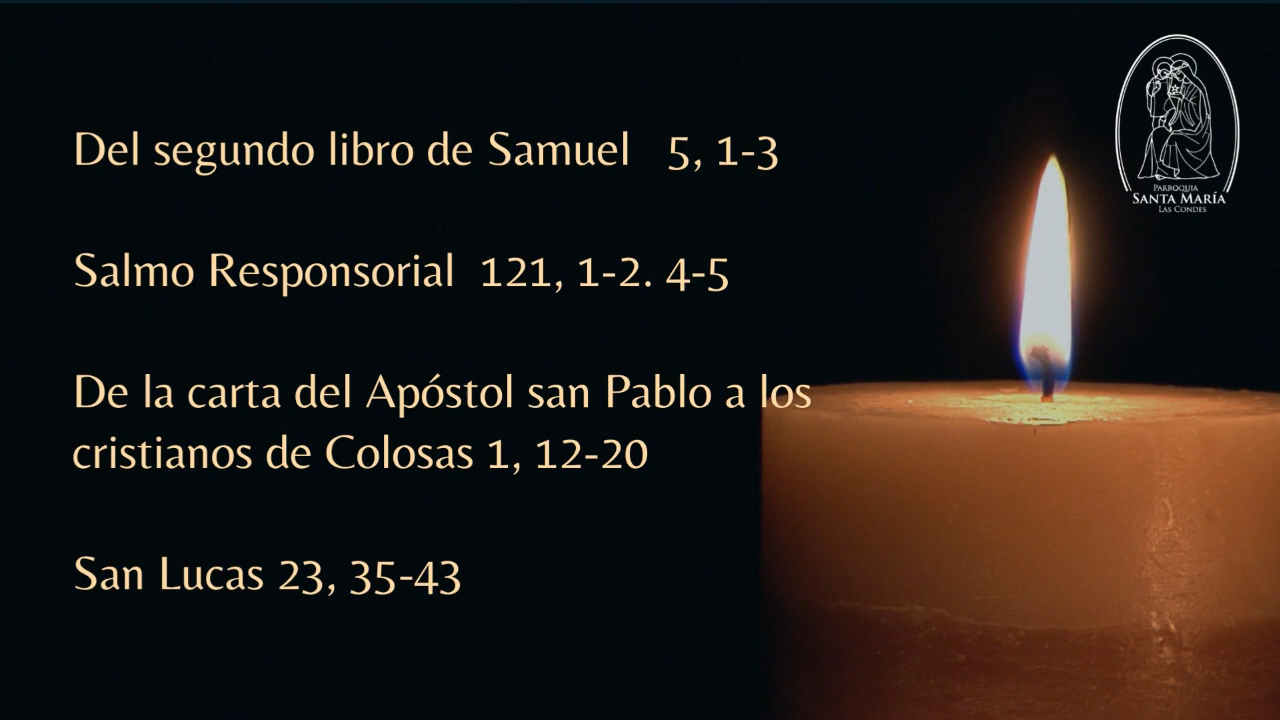 Del segundo libro de Samuel 5, 1-3
Salmo Responsorial 121, 1-2. 4-5
De la carta del Apóstol san Pablo a los
cristianos de Colosas 1, 12-20
San Lucas 23, 35-43
PARROQUIA
SANTA MARÍA
LAS CONDES